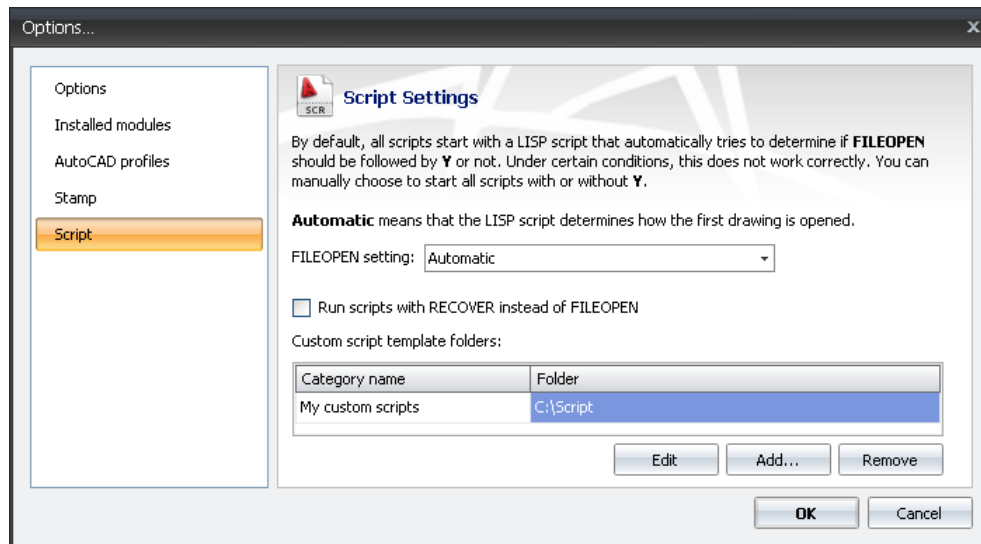 Options...
x
Options
Installed modules
AutoCAD profiles
Stamp
Script
SCR
Script Settings
By default, all scripts start with a LISP script that automatically tries to determine if FILEOPEN
should be followed by Y or not. Under certain conditions, this does not work correctly. You can
manually choose to start all scripts with or without Y.
Automatic means that the LISP script determines how the first drawing is opened.
FILEOPEN setting: Automatic
Run scripts with RECOVER instead of FILEOPEN
Custom script template folders:
Category name Folder
My custom scripts C:\Script
Edit Add... Remove
OK Cancel